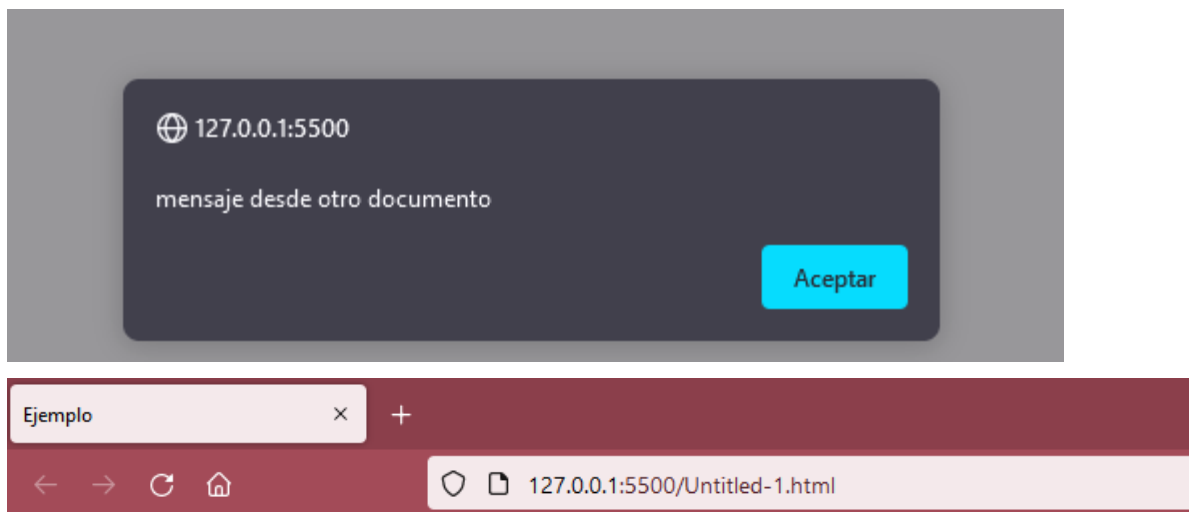 127.0.0.1:5500
mensaje desde otro documento
Aceptar
Ejemplo
127.0.0.1:5500/Untitled-1.html